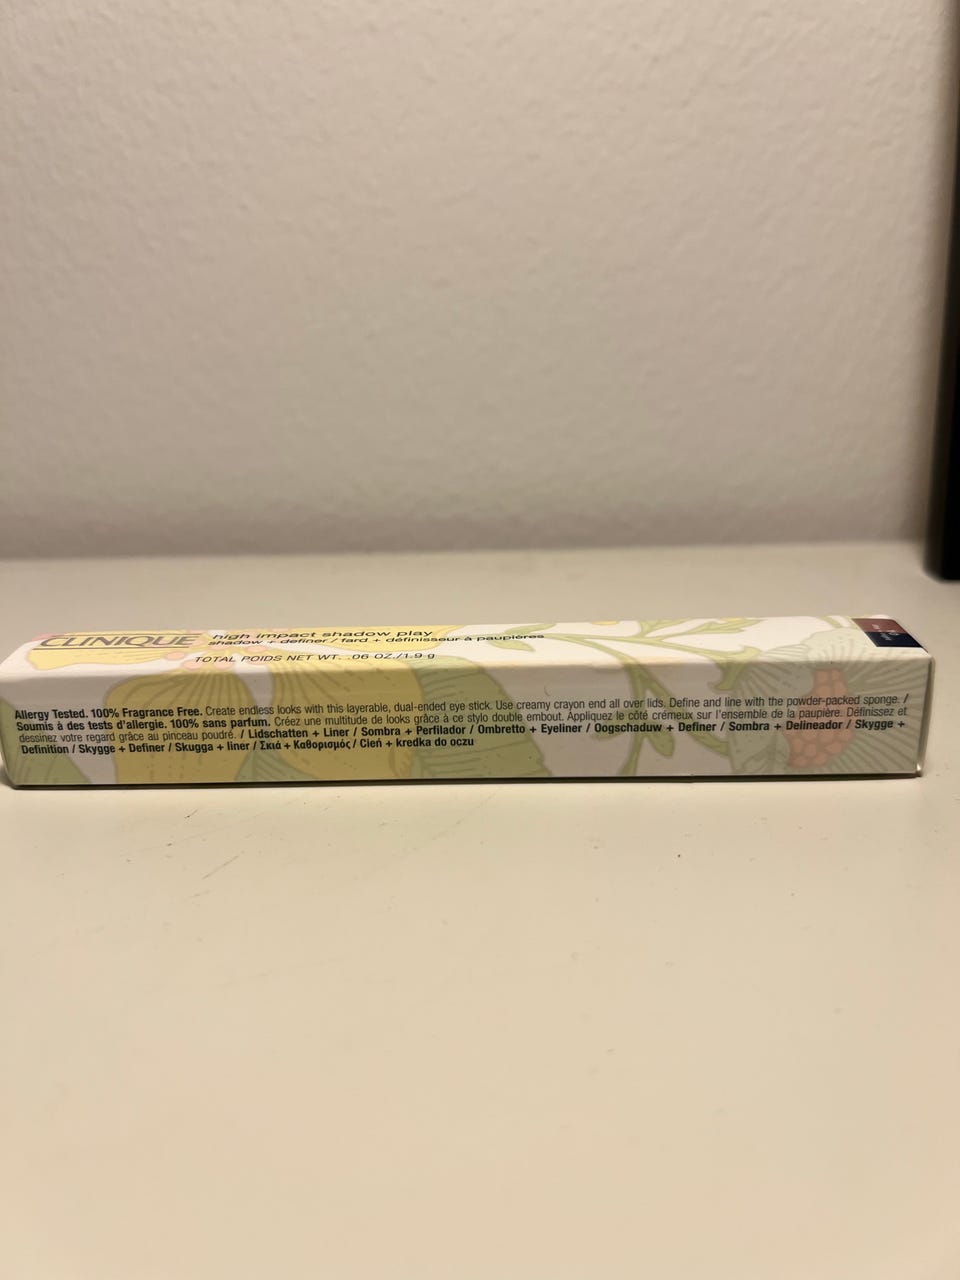 CLINIQUE high impact shadow play
shadow + definer / fard + définisseur à paupières
TOTAL POIDS NET WT. .06 OZ./1.9 g
Allergy Tested. 100% Fragrance Free. Create endless looks with this layerable, dual-ended eye stick. Use creamy crayon end all over lids. Define and line with the powder-packed sponge. /
Soumis à des tests d'allergie. 100% sans parfum. Créez une multitude de looks grâce à ce stylo double embout. Appliquez le côté crémeux sur l'ensemble de la paupière. Définissez et
dessinez votre regard grâce au pinceau poudré. / Lidschatten + Liner / Sombra + Perfilador / Ombretto + Eyeliner / Oogschaduw + Definer / Sombra + Delineador / Skygge +
Definition / Skygge + Definer / Skugga + liner / Σκιά + Καθορισμός / Cień + kredka do oczu